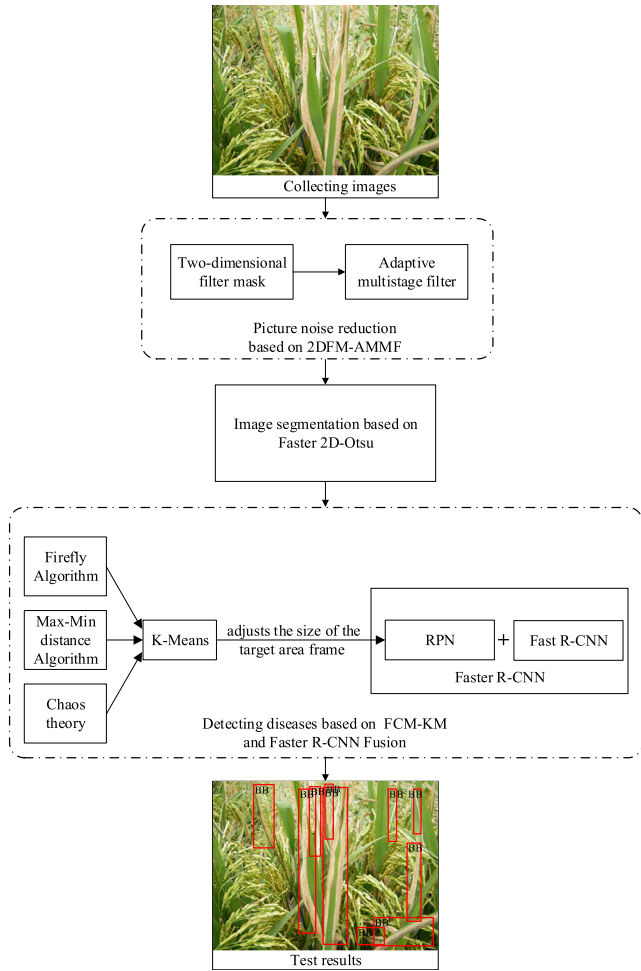 Collecting images
Two-dimensional
filter mask
Adaptive
multistage filter
Picture noise reduction
based on 2DFM-AMMF
Image segmentation based on
Faster 2D-Otsu
Firefly
Algorithm
Max-Min
distance
Algorithm
Chaos
theory
K-Means
adjusts the size of the
target area frame
RPN
+
Fast R-CNN
Faster R-CNN
Detecting diseases based on FCM-KM
and Faster R-CNN Fusion
BB
BB
BB
BB
BB
BB
BB
BB
BB
Test results